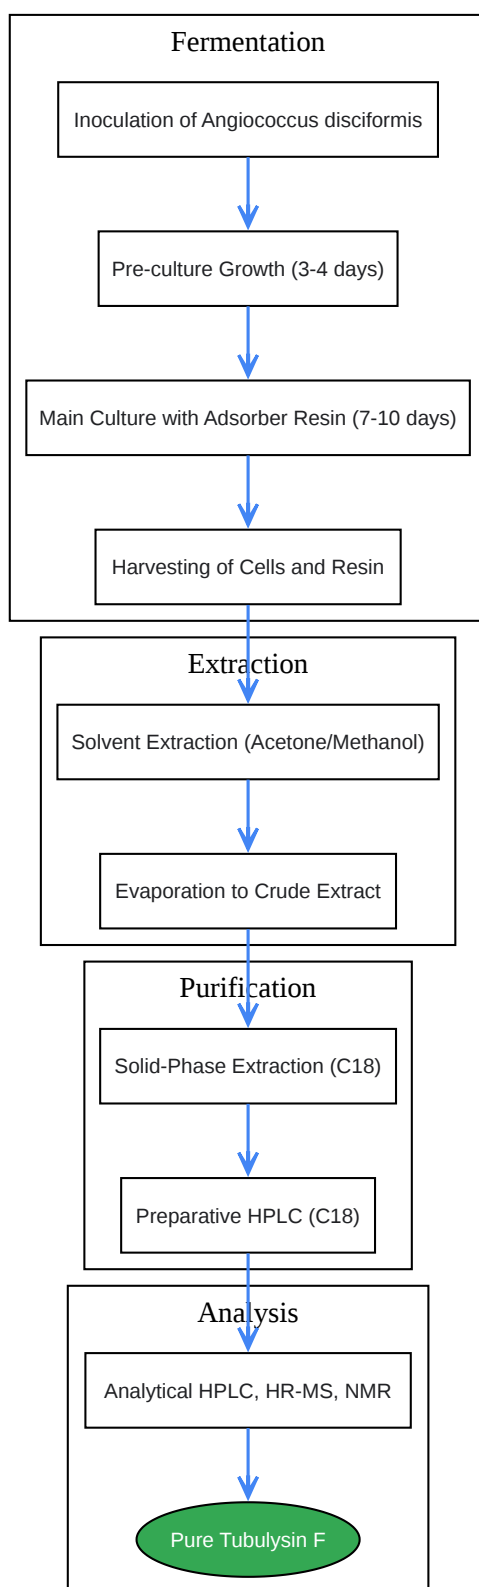 Fermentation
Inoculation of Angiococcus disciformis
Pre-culture Growth (3-4 days)
Main Culture with Adsorber Resin (7-10 days)
Harvesting of Cells and Resin
Extraction
Solvent Extraction (Acetone/Methanol)
Evaporation to Crude Extract
Purification
Solid-Phase Extraction (C18)
Preparative HPLC (C18)
Analysis
Analytical HPLC, HR-MS, NMR
Pure Tubulysin F